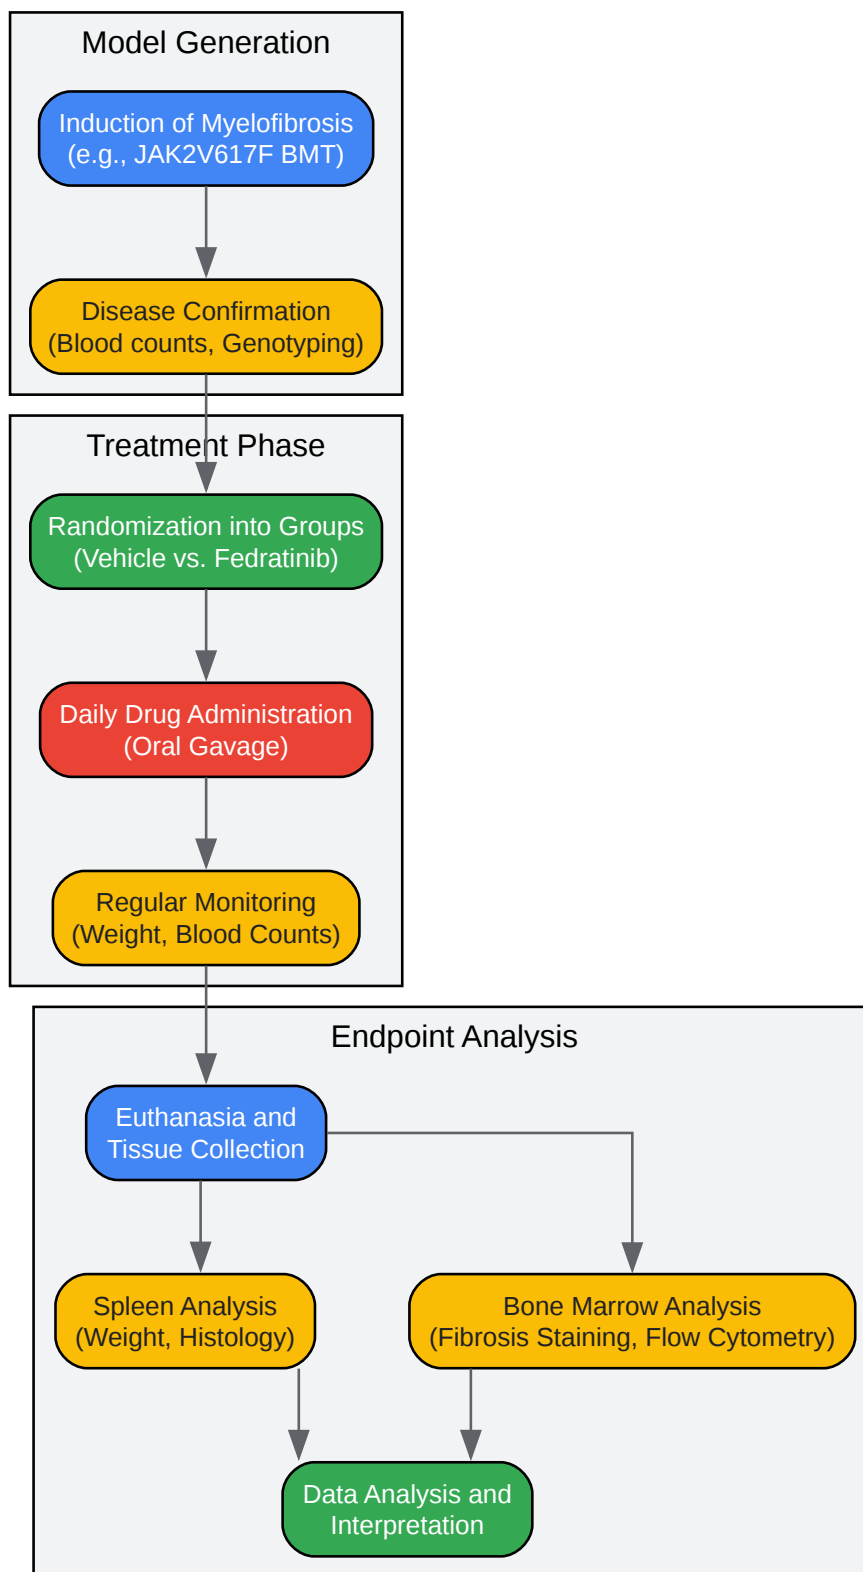 Model Generation
Induction of Myelofibrosis
(e.g., JAK2V617F BMT)
Disease Confirmation
(Blood counts, Genotyping)
Treatment Phase
Randomization into Groups
(Vehicle vs. Fedratinib)
Daily Drug Administration
(Oral Gavage)
Regular Monitoring
(Weight, Blood Counts)
Endpoint Analysis
Euthanasia and
Tissue Collection
Spleen Analysis
(Weight, Histology)
Bone Marrow Analysis
(Fibrosis Staining, Flow Cytometry)
Data Analysis and
Interpretation